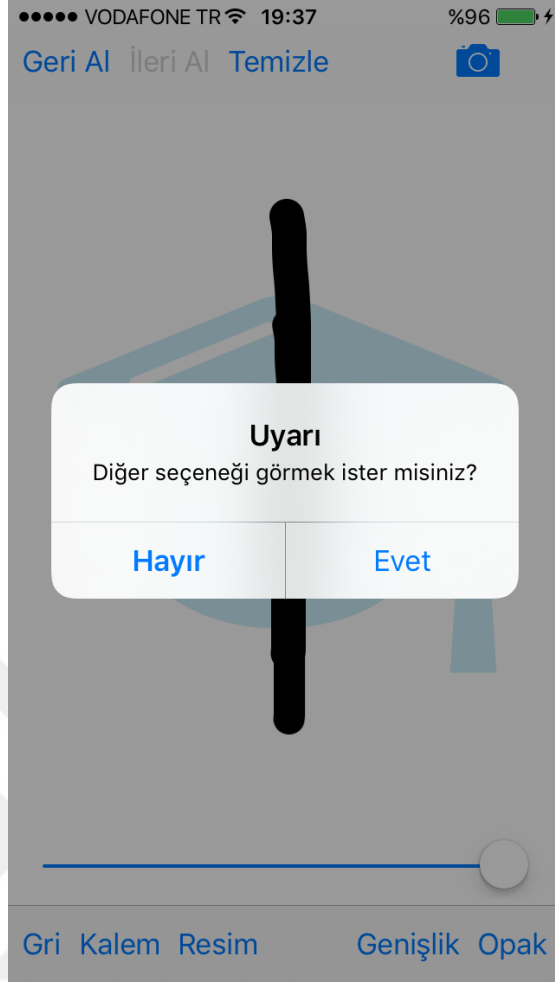 VODAFONE TR 19:37 %96
Geri Al İleri Al Temizle
Uyarı
Diğer seçeneği görmek ister misiniz?
Hayır Evet
Gri Kalem Resim Genişlik Opak